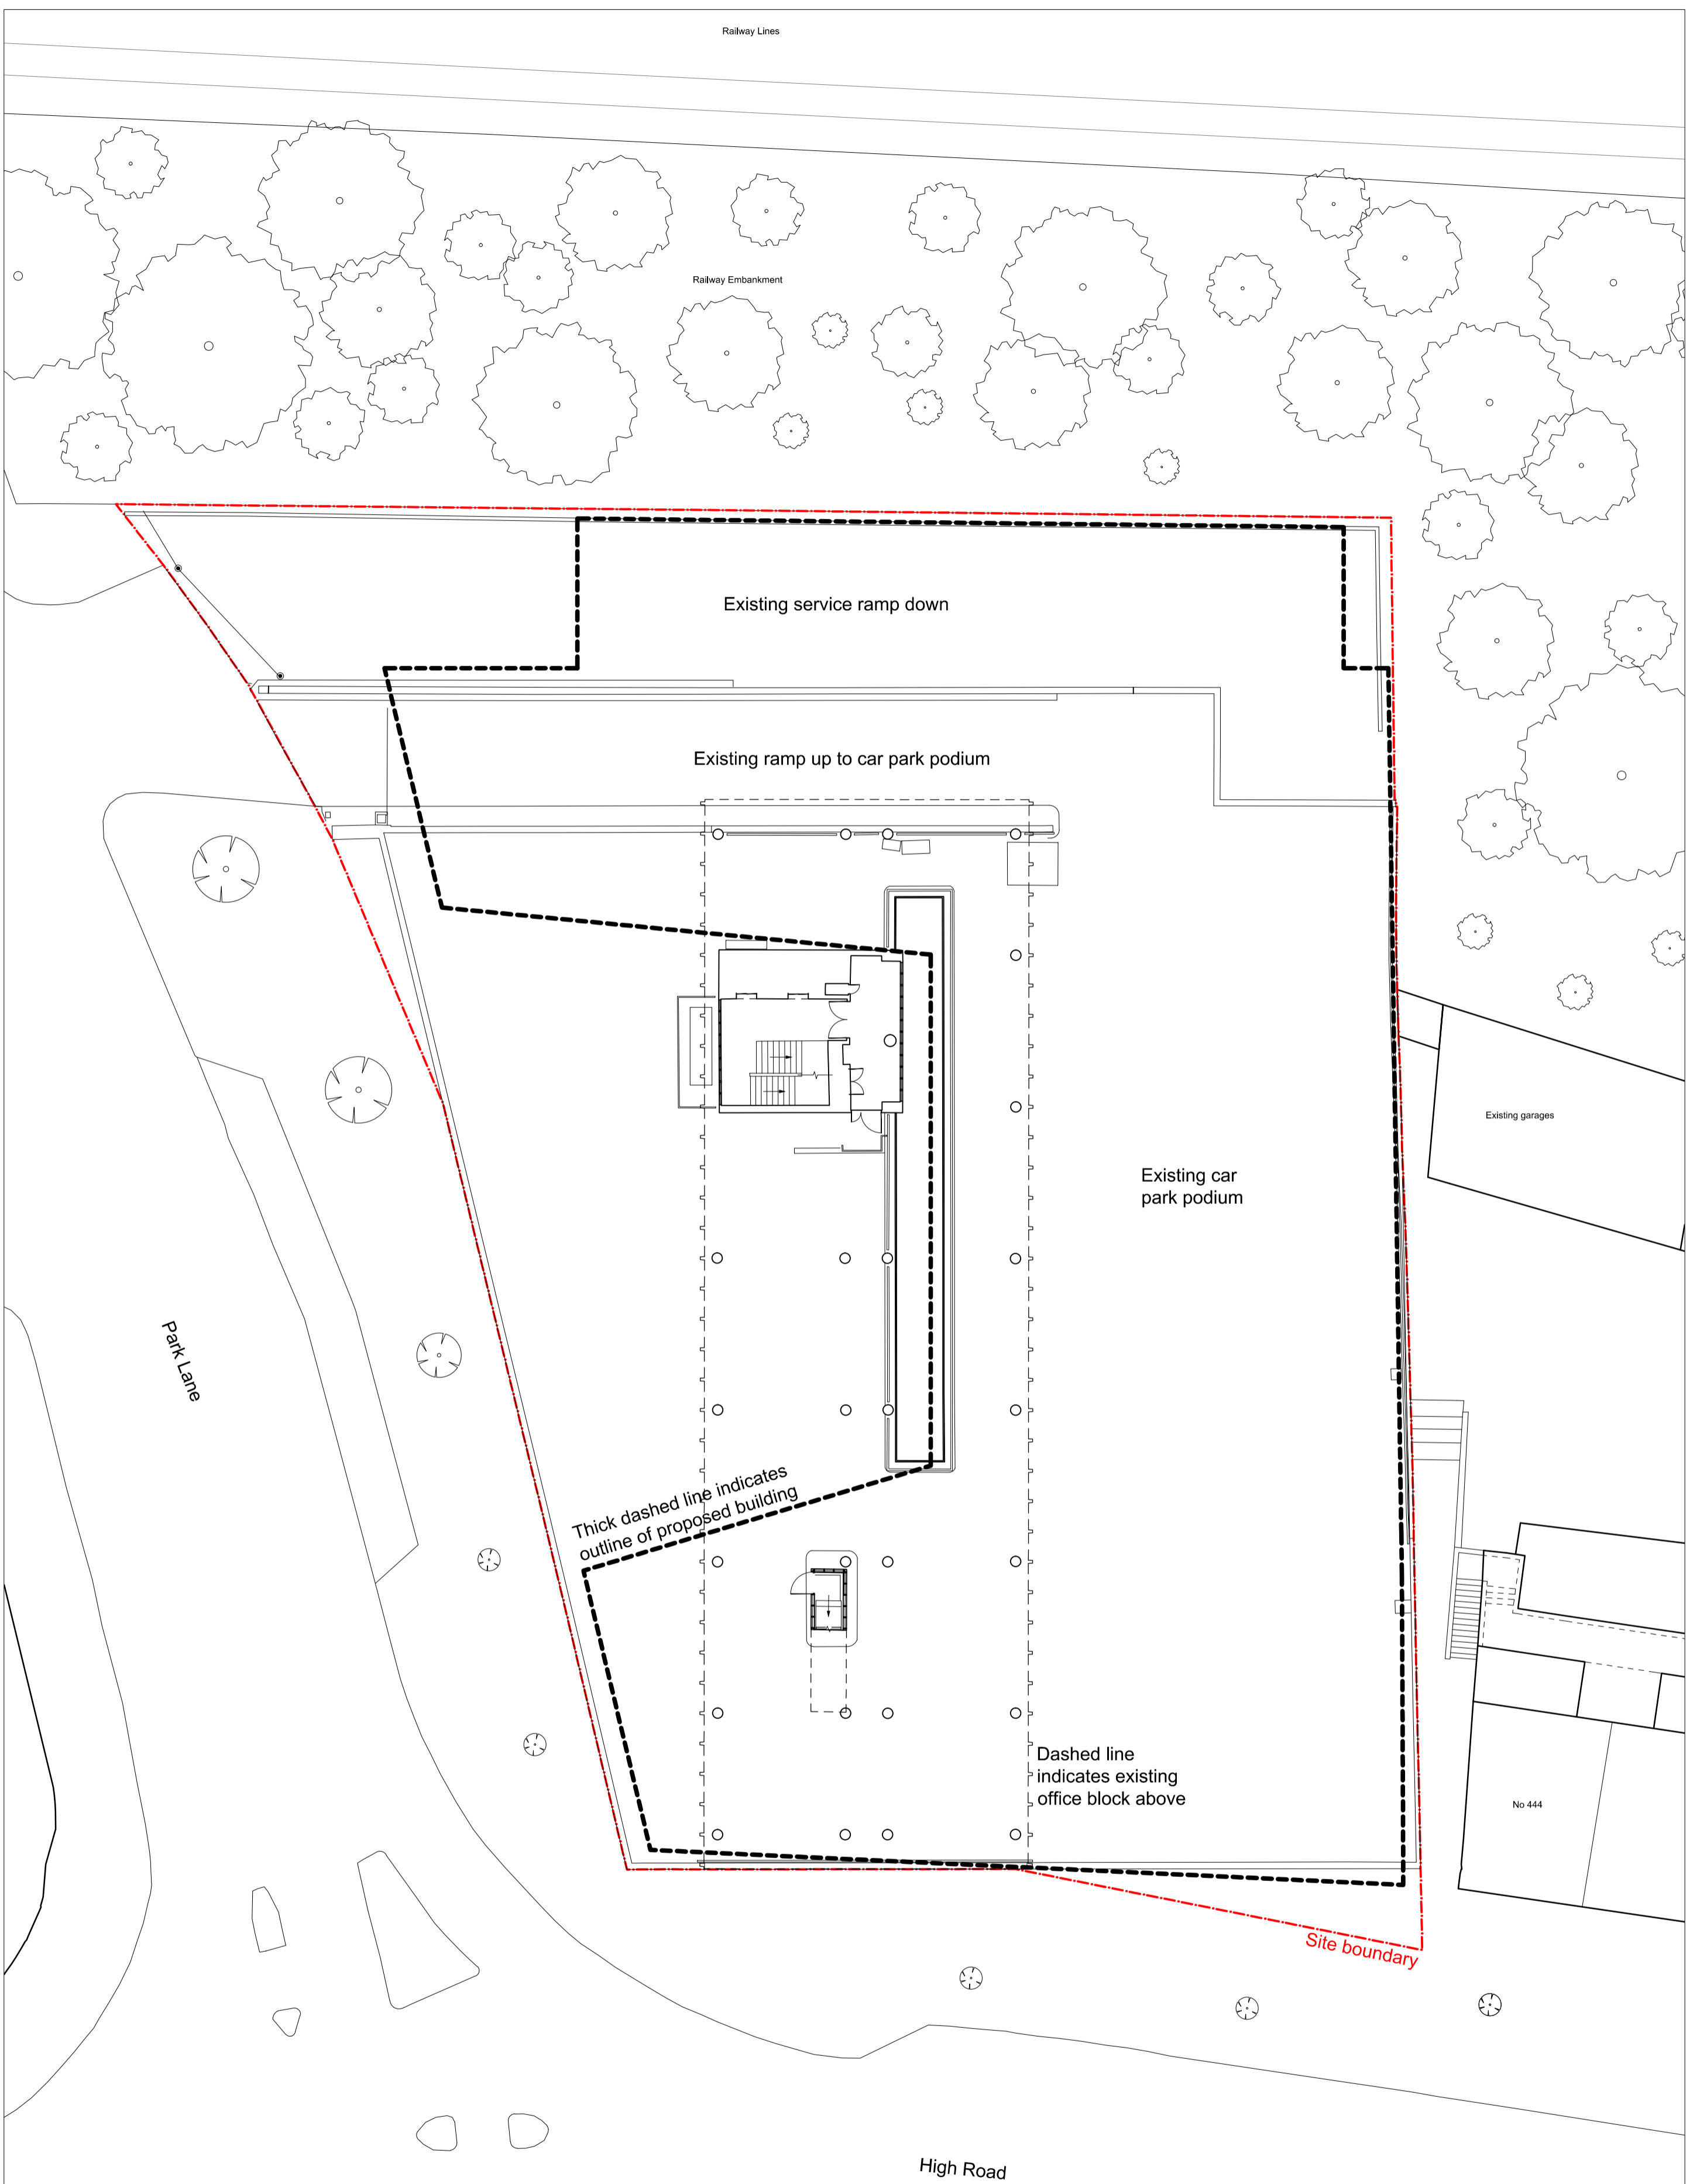 Railway Lines
Railway Embankment
Existing service ramp down
Existing ramp up to car park podium
Existing garages
Existing car
park podium
Park Lane
Thick dashed line indicates
outline of proposed building
Dashed line
indicates existing
office block above
No 444
Site boundary
High Road